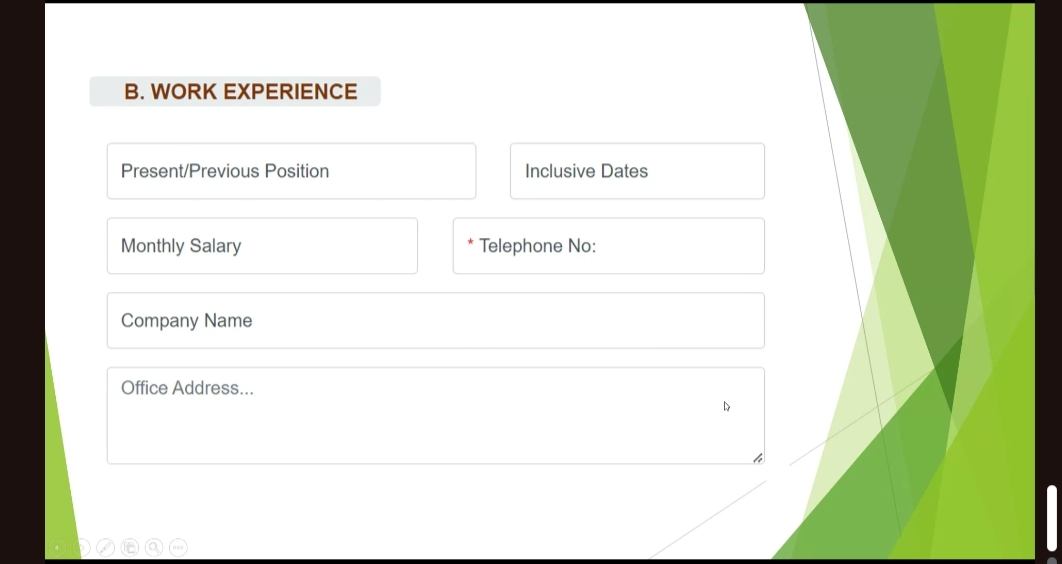 B. WORK EXPERIENCE
Present/Previous Position
Inclusive Dates
Monthly Salary
* Telephone No:
Company Name
Office Address...